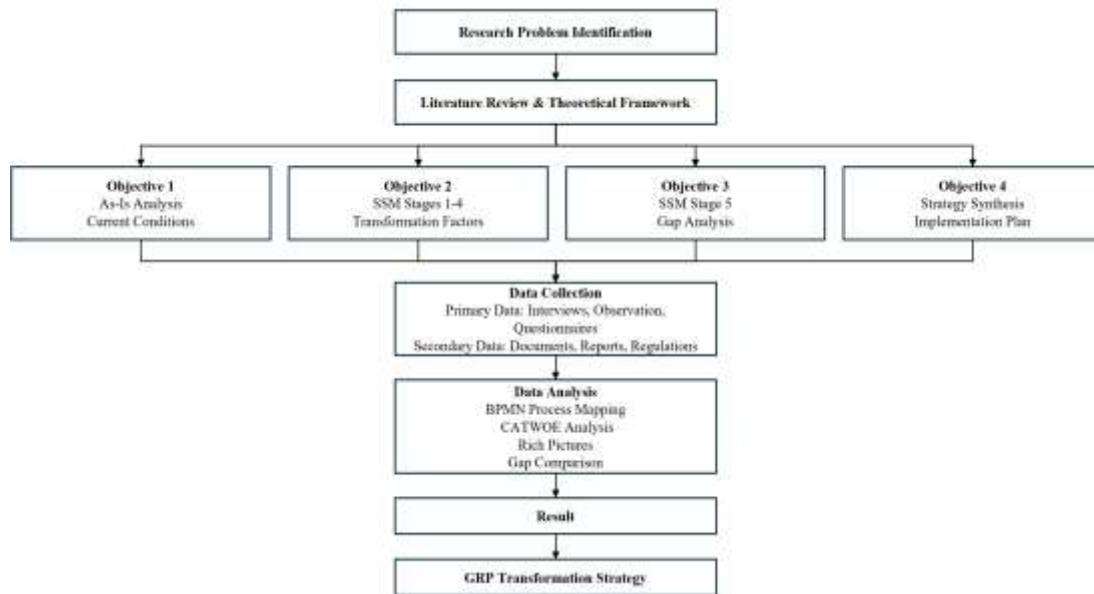 Research Problem Identification
Literature Review & Theoretical Framework
Objective 1
As-Is Analysis
Current Conditions
Objective 2
SSM Stages 1-4
Transformation Factors
Objective 3
SSM Stage 5
Gap Analysis
Objective 4
Strategy Synthesis
Implementation Plan
Data Collection
Primary Data: Interviews, Observation,
Questionnaires
Secondary Data: Documents, Reports, Regulations
Data Analysis
BPMN Process Mapping
CATWOE Analysis
Rich Pictures
Gap Comparison
Result
GRP Transformation Strategy